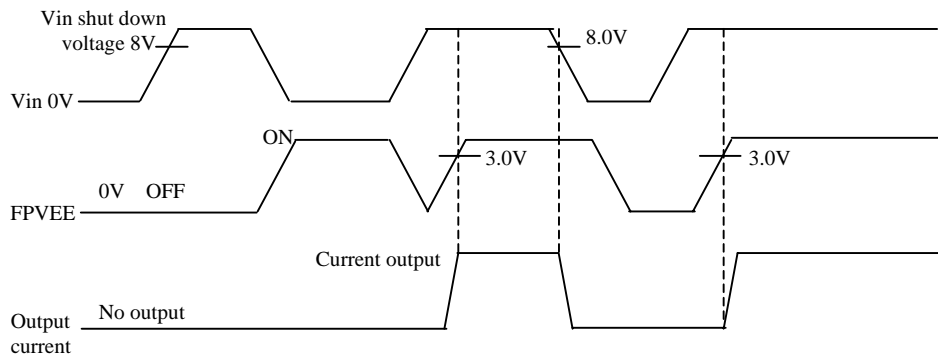 Vin shut down
voltage 8V
8.0V
Vin 0V
ON
3.0V
3.0V
0V OFF
FPVEE
Current output
No output
Output
current